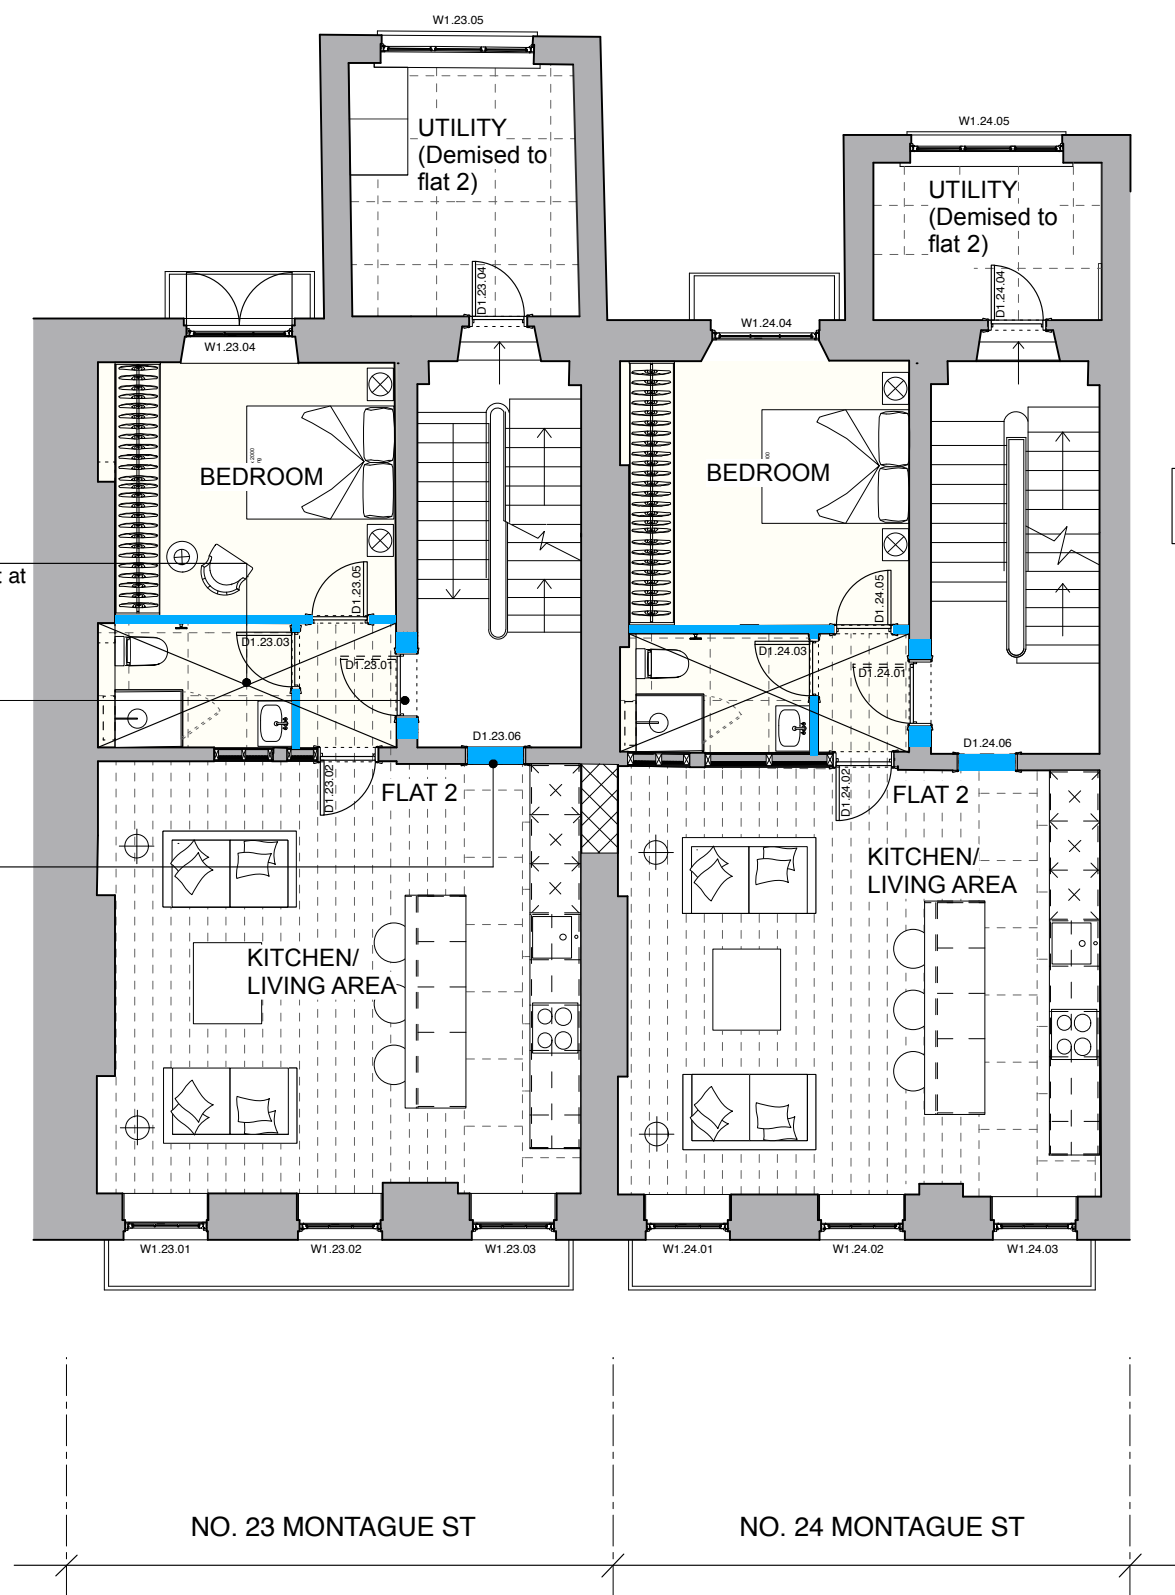 W1.23.05
W1.24.05
UTILITY
(Demised to
flat 2)
UTILITY
(Demised to
flat 2)
D1.23.04
D1.24.04
W1.23.04
W1.24.04
BEDROOM
BEDROOM
t at
D1.23.05
D1.24.05
D1.23.03
D1.23.01
D1.24.03
D1.24.01
D1.23.06
D1.24.06
D1.23.02
D1.24.02
FLAT 2
FLAT 2
KITCHEN/
LIVING AREA
KITCHEN/
LIVING AREA
W1.23.01
W1.23.02
W1.23.03
W1.24.01
W1.24.02
W1.24.03
NO. 23 MONTAGUE ST
NO. 24 MONTAGUE ST